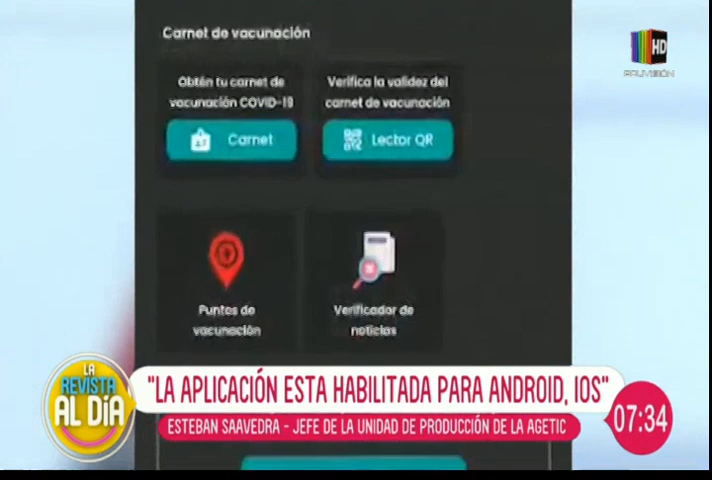 Carnet de vacunación
HD
BOLIVISIÓN
Obtén tu carnet de
vacunación COVID-19
Carnet
Verifica la validez del
carnet de vacunación
Lector QR
Puntos de
vacunación
Verificador de
noticias
LA
REVISTA
AL DÍA
"LA APLICACIÓN ESTA HABILITADA PARA ANDROID, IOS"
ESTEBAN SAAVEDRA - JEFE DE LA UNIDAD DE PRODUCCIÓN DE LA AGETIC
07:34